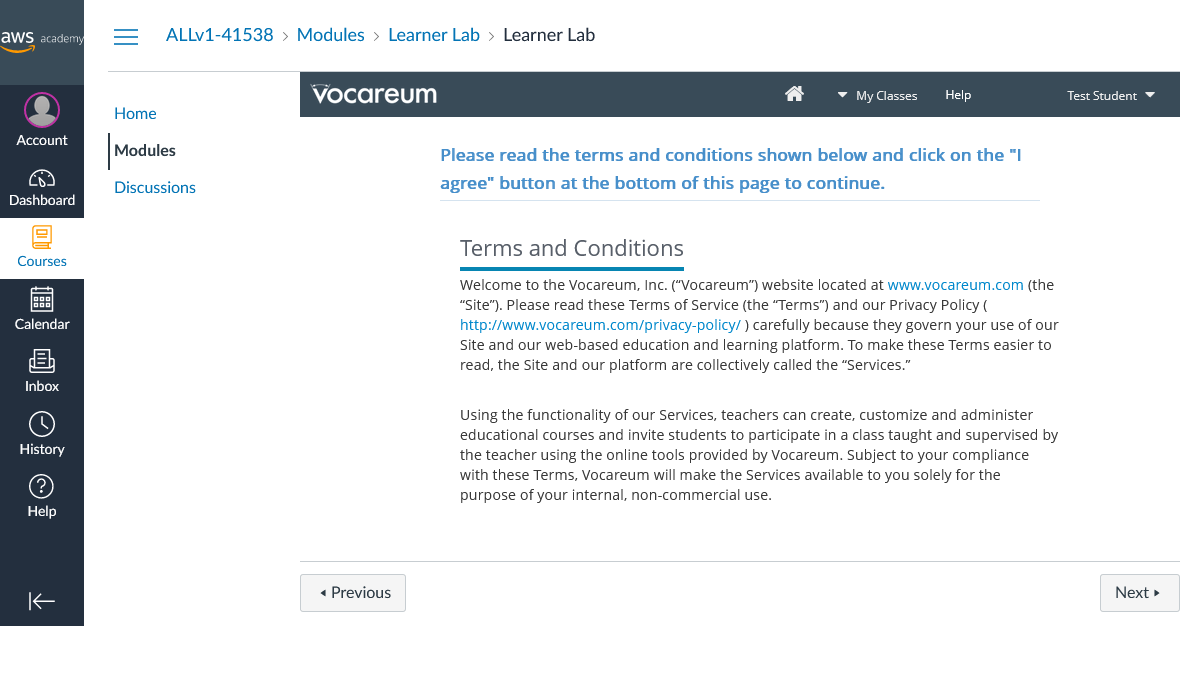 aws academy
Account
Dashboard
Courses
Calendar
Inbox
History
Help
ALLv1-41538 > Modules > Learner Lab > Learner Lab
Home
Modules
Discussions
Vocareum
My Classes
Help
Test Student
Please read the terms and conditions shown below and click on the "I
agree" button at the bottom of this page to continue.
Terms and Conditions
Welcome to the Vocareum, Inc. (“Vocareum”) website located at www.vocareum.com (the
“Site”). Please read these Terms of Service (the “Terms”) and our Privacy Policy (
http://www.vocareum.com/privacy-policy/ ) carefully because they govern your use of our
Site and our web-based education and learning platform. To make these Terms easier to
read, the Site and our platform are collectively called the “Services.”
Using the functionality of our Services, teachers can create, customize and administer
educational courses and invite students to participate in a class taught and supervised by
the teacher using the online tools provided by Vocareum. Subject to your compliance
with these Terms, Vocareum will make the Services available to you solely for the
purpose of your internal, non-commercial use.
Previous
Next